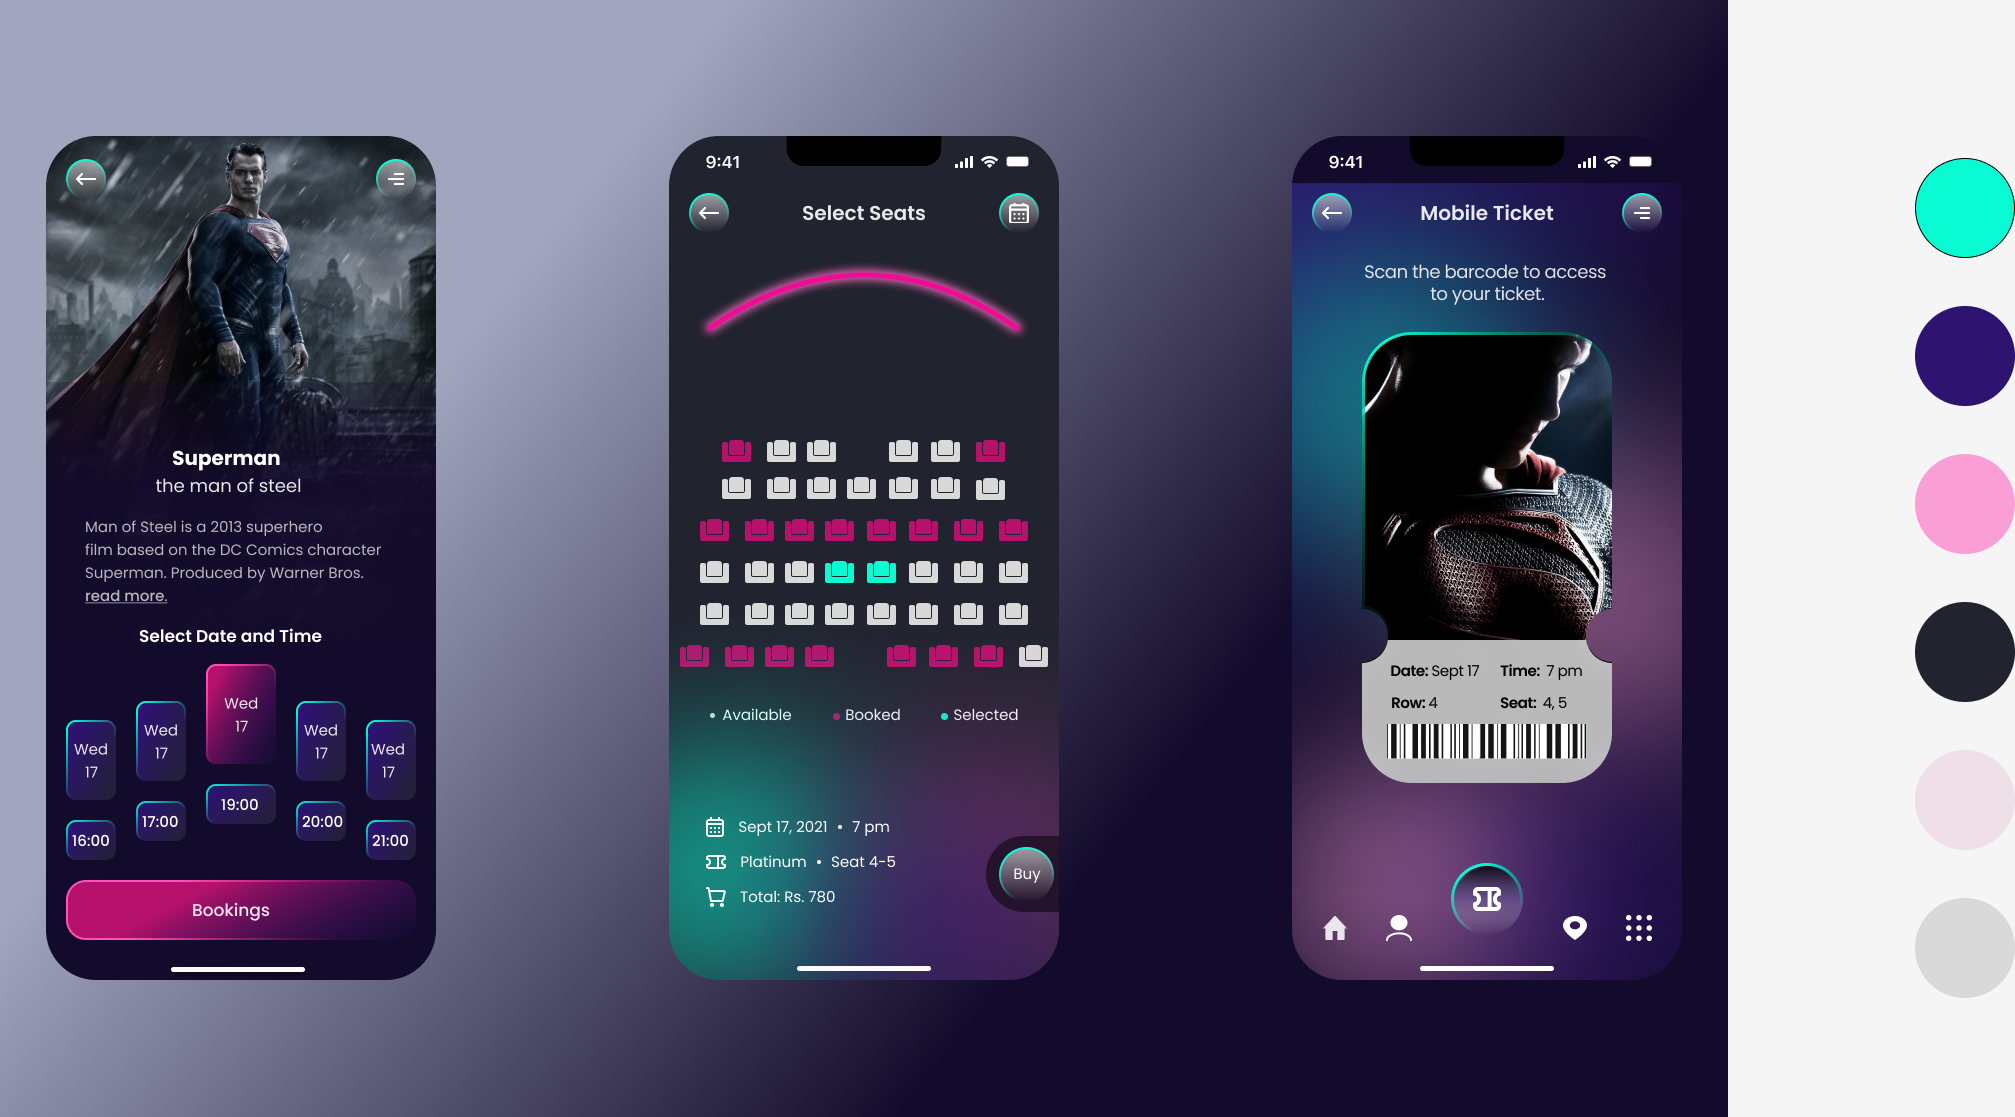 Superman
the man of steel
Man of Steel is a 2013 superhero
film based on the DC Comics character
Superman. Produced by Warner Bros.
read more.
Select Date and Time
Wed
17
Wed
17
Wed
17
Wed
17
Wed
17
16:00
17:00
19:00
20:00
21:00
Bookings
9:41
Select Seats
Available
Booked
Selected
Sept 17, 2021 • 7 pm
Platinum • Seat 4-5
Total: Rs. 780
Buy
9:41
Mobile Ticket
Scan the barcode to access
to your ticket.
Date: Sept 17 Time: 7 pm
Row: 4 Seat: 4, 5